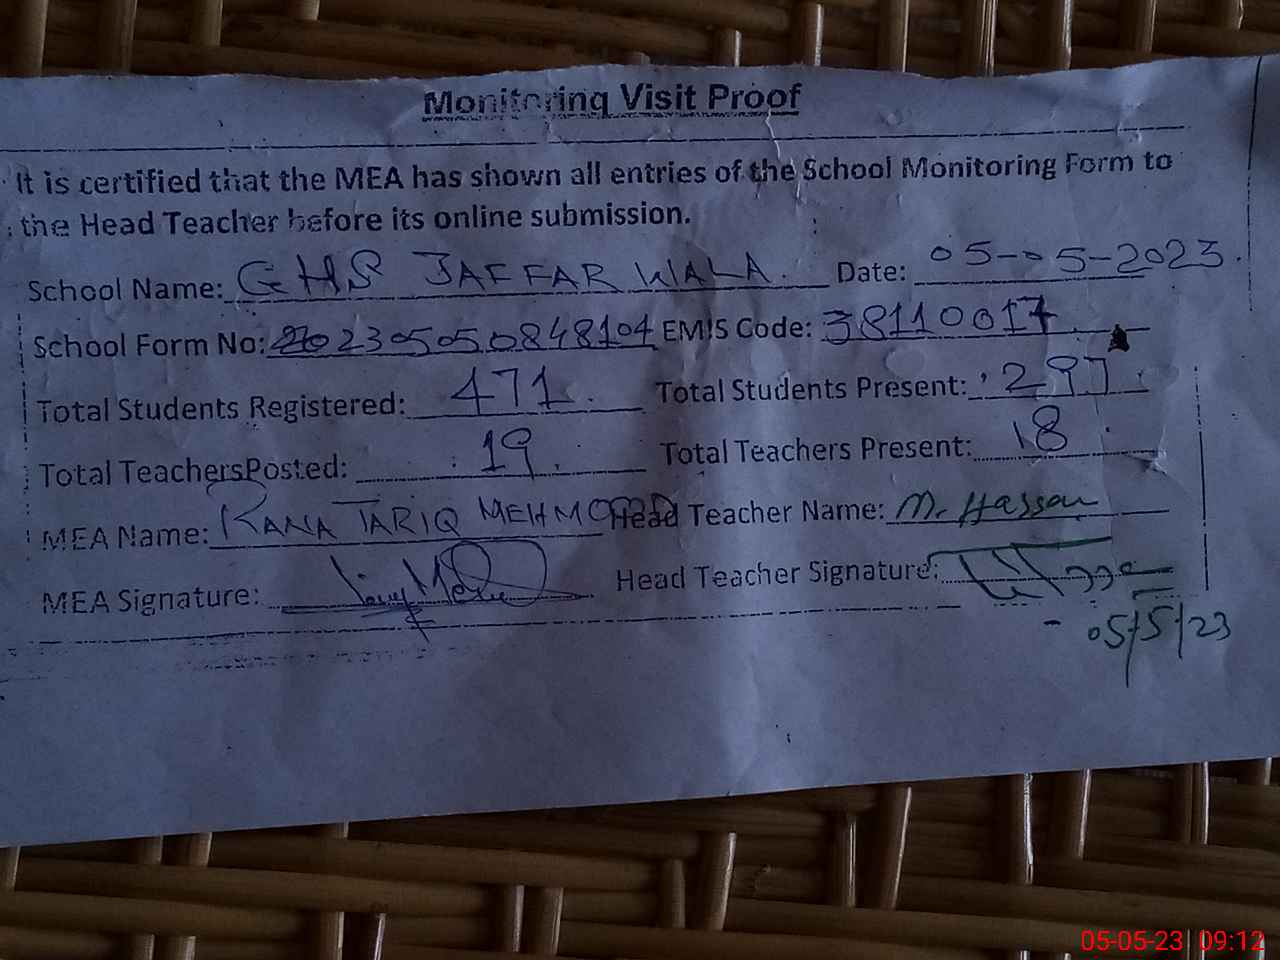 Monitoring Visit Proof
It is certified that the MEA has shown all entries of the School Monitoring Form to
the Head Teacher before its online submission.
School Name: GHS JAFFAR WALA. Date: 05-05-2023.
School Form No: 202305050848104 EMIS Code: 38110017
Total Students Registered: 471. Total Students Present: 297
Total TeachersPosted: 19. Total Teachers Present: 18
MEA Name: RANA TARIQ MEHMOOD Head Teacher Name: M. Hassan
MEA Signature: Head Teacher Signature:
05/5/23
05-05-23 09:12